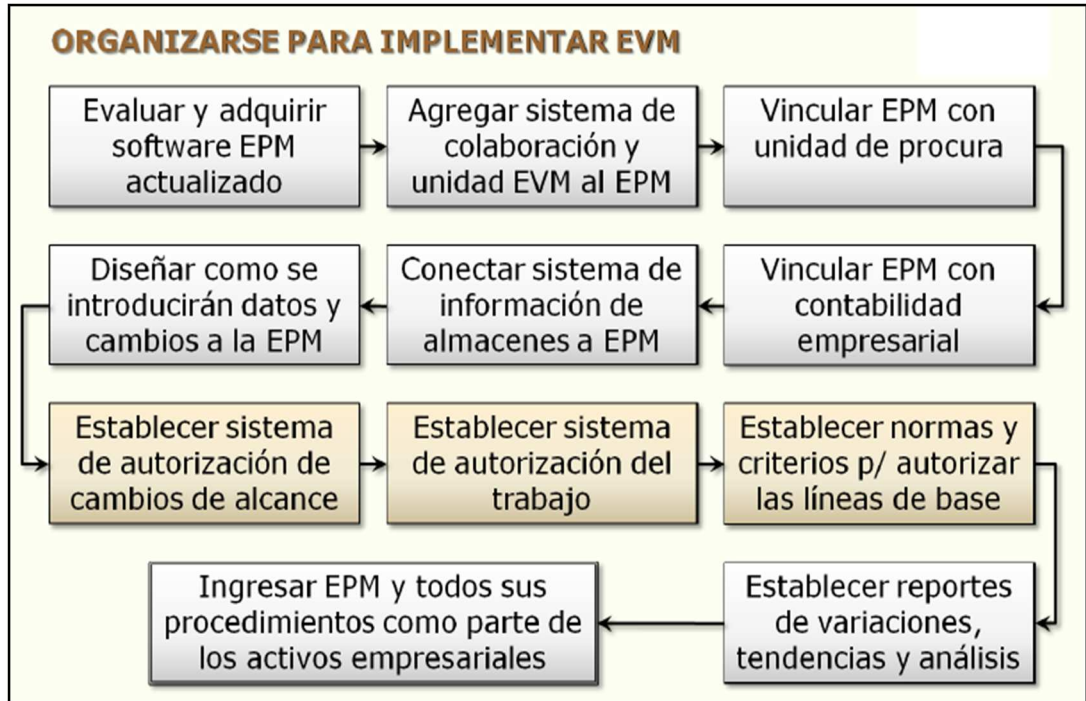 ORGANIZARSE PARA IMPLEMENTAR EVM
Evaluar y adquirir
software EPM
actualizado
Agregar sistema de
colaboración y
unidad EVM al EPM
Vincular EPM con
unidad de procura
Diseñar como se
introducirán datos y
cambios a la EPM
Conectar sistema de
información de
almacenes a EPM
Vincular EPM con
contabilidad
empresarial
Establecer sistema
de autorización de
cambios de alcance
Establecer sistema
de autorización del
trabajo
Establecer normas y
criterios p/ autorizar
las líneas de base
Ingresar EPM y todos sus
procedimientos como parte de
los activos empresariales
Establecer reportes
de variaciones,
tendencias y análisis